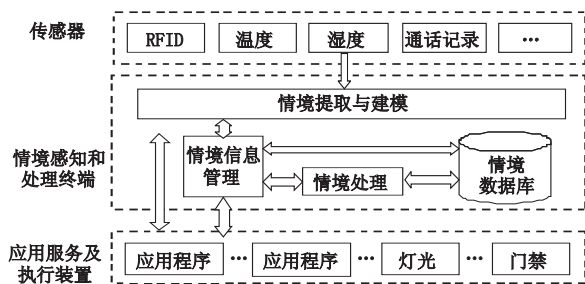 传感器
RFID
温度
湿度
通话记录
…
情境提取与建模
情境感知和
处理终端
情境信息
管理
情境处理
情境
数据库
应用服务及
执行装置
应用程序
…
应用程序
…
灯光
…
门禁